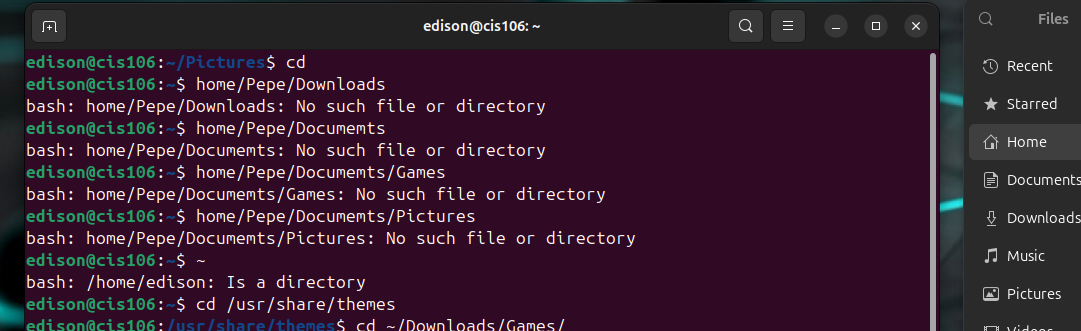 edison@cis106: ~
edison@cis106:~/Pictures$ cd
edison@cis106:~$ home/Pepe/Downloads
bash: home/Pepe/Downloads: No such file or directory
edison@cis106:~$ home/Pepe/Documemts
bash: home/Pepe/Documemts: No such file or directory
edison@cis106:~$ home/Pepe/Documemts/Games
bash: home/Pepe/Documemts/Games: No such file or directory
edison@cis106:~$ home/Pepe/Documemts/Pictures
bash: home/Pepe/Documemts/Pictures: No such file or directory
edison@cis106:~$ ~
bash: /home/edison: Is a directory
edison@cis106:~$ cd /usr/share/themes
edison@cis106:/usr/share/themes$ cd ~/Downloads/Games/
Files
Recent
Starred
Home
Documents
Downloads
Music
Pictures
Videos